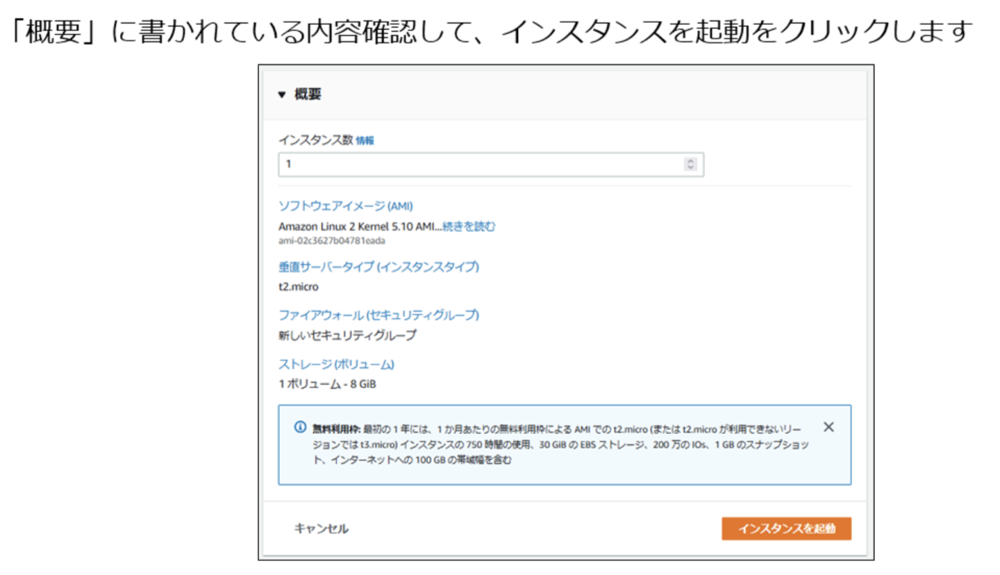 「概要」に書かれている内容確認して、インスタンスを起動をクリックします
▼ 概要
インスタンス数 情報
1
ソフトウェアイメージ (AMI)
Amazon Linux 2 Kernel 5.10 AMI...続きを読む
ami-02c3627b04781eada
垂直サーバータイプ (インスタンスタイプ)
t2.micro
ファイアウォール (セキュリティグループ)
新しいセキュリティグループ
ストレージ (ボリューム)
1 ボリューム - 8 GiB
無料利用枠: 最初の 1 年には、1 か月あたりの無料利用枠による AMI での t2.micro (または t2.micro が利用できないリー
ジョンでは t3.micro) インスタンスの 750 時間の使用、30 GiB の EBS ストレージ、200 万の IOs、1 GB のスナップショッ
ト、インターネットへの 100 GB の帯域幅を含む
キャンセル
インスタンスを起動